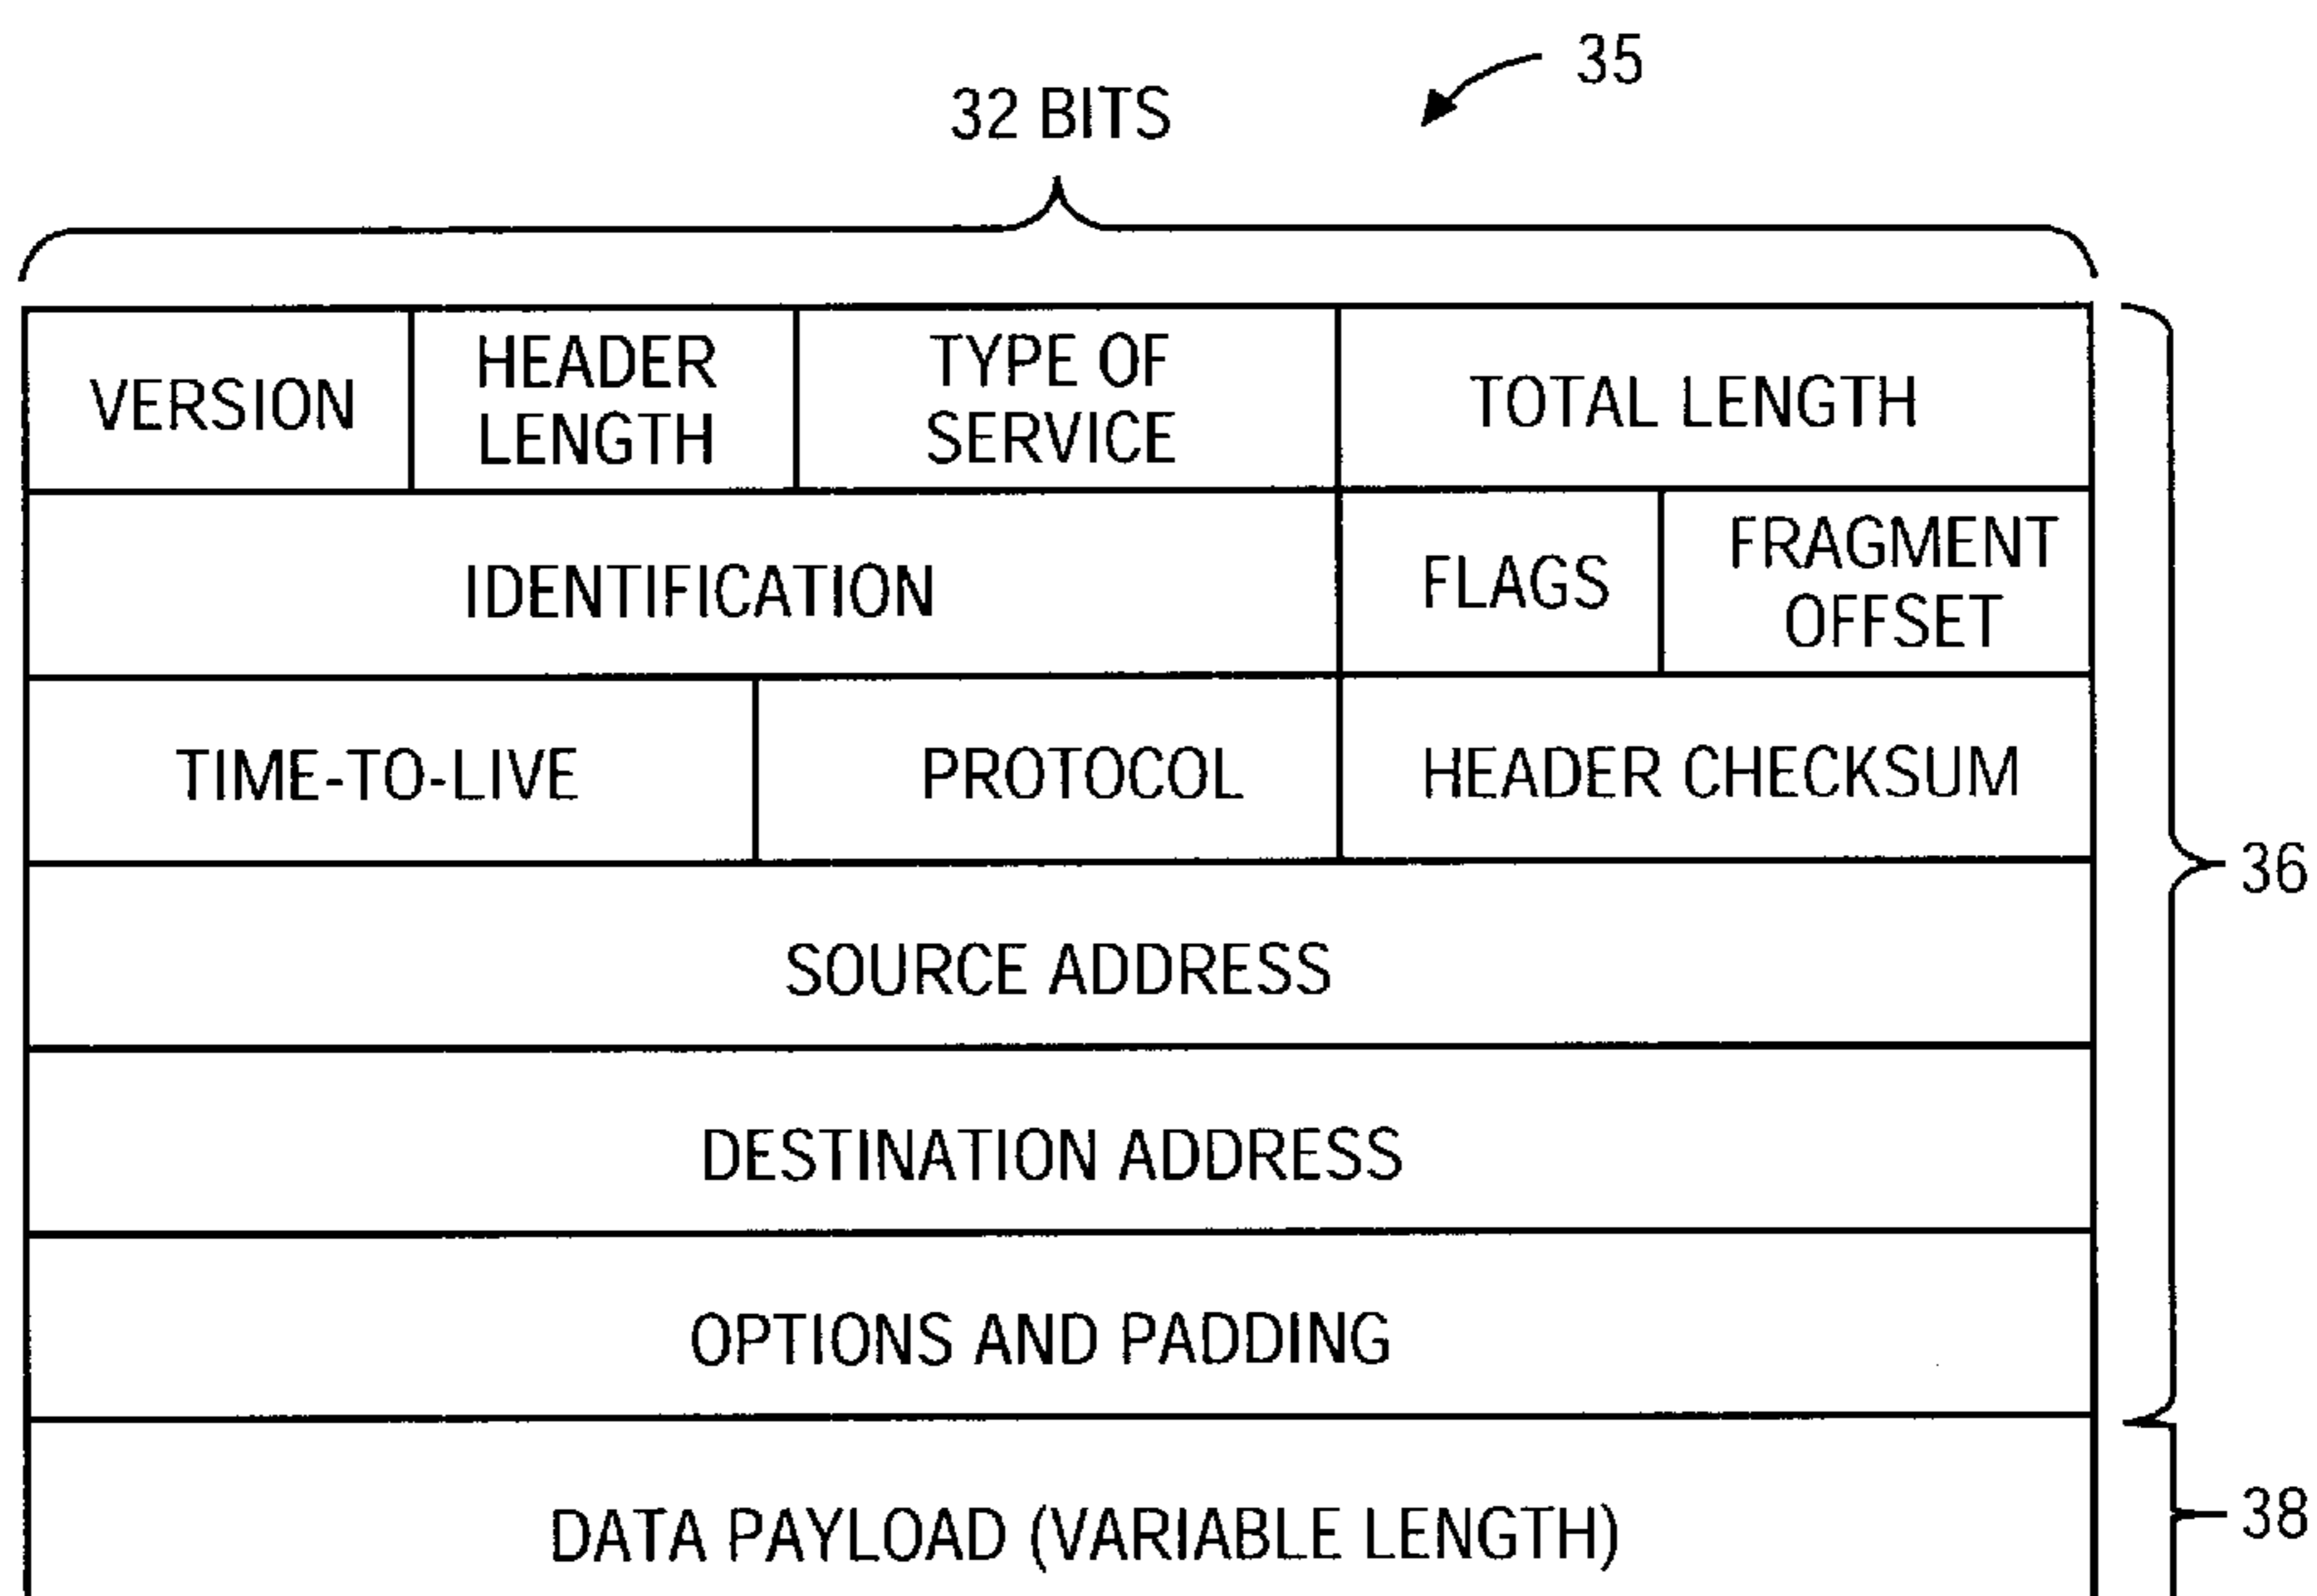 35
32 BITS
VERSION
HEADER
LENGTH
TYPE OF
SERVICE
TOTAL LENGTH
IDENTIFICATION
FLAGS
FRAGMENT
OFFSET
TIME-TO-LIVE
PROTOCOL
HEADER CHECKSUM
36
SOURCE ADDRESS
DESTINATION ADDRESS
OPTIONS AND PADDING
DATA PAYLOAD (VARIABLE LENGTH)
38